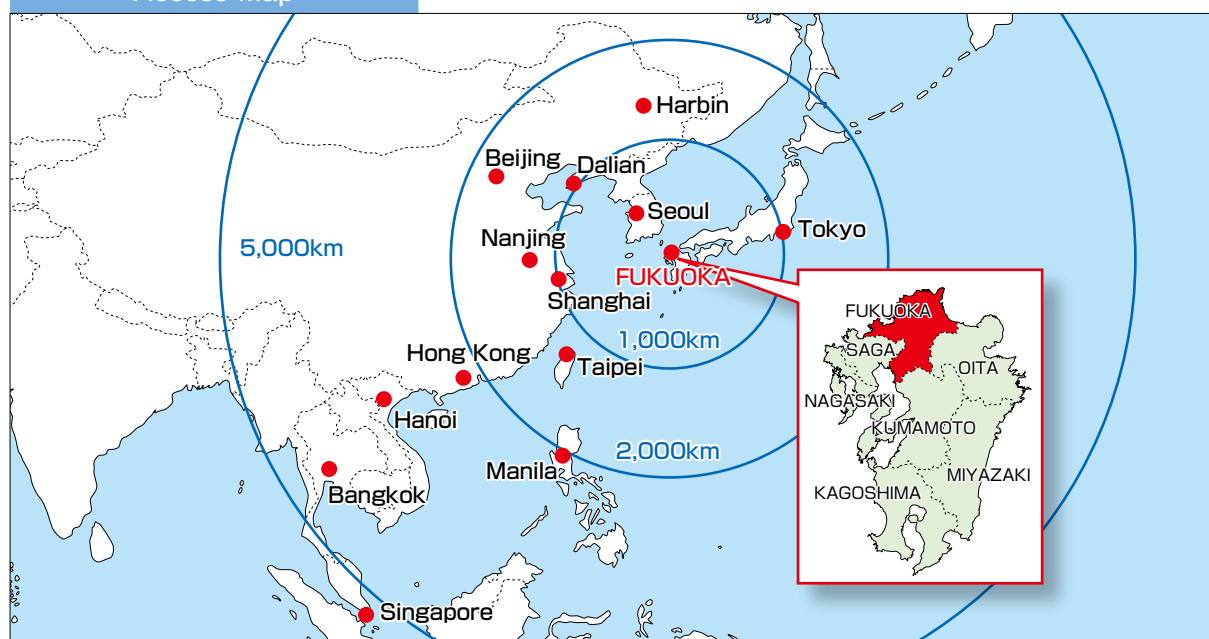 Harbin
Beijing
Dalian
Seoul
Tokyo
5,000km
Nanjing
FUKUOKA
Shanghai
1,000km
Hong Kong
Taipei
Hanoi
2,000km
Manila
Bangkok
Singapore
FUKUOKA
SAGA
OITA
NAGASAKI
KUMAMOTO
MIYAZAKI
KAGOSHIMA